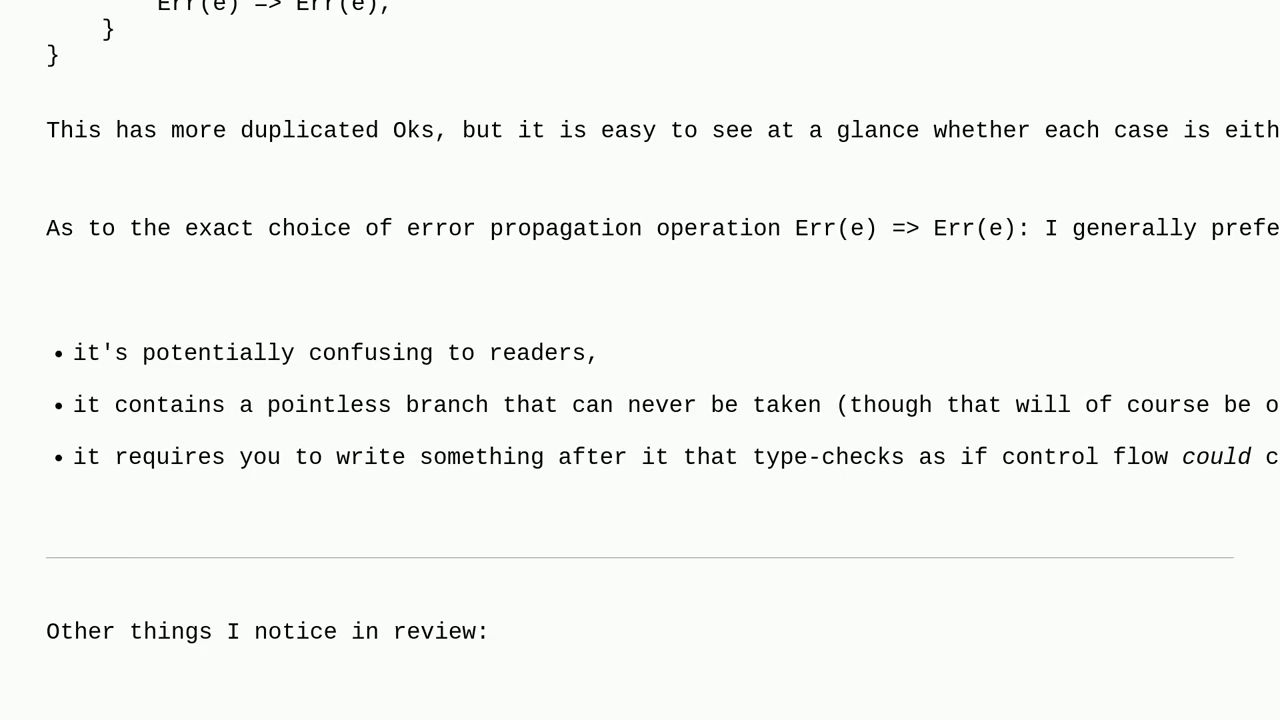 Err(e) => Err(e),
}
}
This has more duplicated Oks, but it is easy to see at a glance whether each case is eith
As to the exact choice of error propagation operation Err(e) => Err(e): I generally prefe
• it's potentially confusing to readers,
• it contains a pointless branch that can never be taken (though that will of course be o
• it requires you to write something after it that type-checks as if control flow could c
Other things I notice in review: